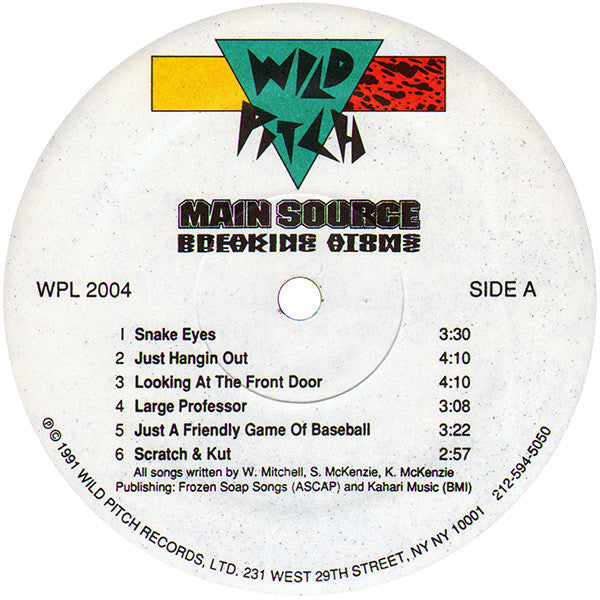 WILD
PITCH
MAIN SOURCE
BREAKING ATOMS
WPL 2004
SIDE A
1 Snake Eyes 3:30
2 Just Hangin Out 4:10
3 Looking At The Front Door 4:10
4 Large Professor 3:08
5 Just A Friendly Game Of Baseball 3:22
6 Scratch & Kut 2:57
All songs written by W. Mitchell, S. McKenzie, K. McKenzie
Publishing: Frozen Soap Songs (ASCAP) and Kahari Music (BMI)
℗ © 1991 WILD PITCH RECORDS, LTD. 231 WEST 29TH STREET, NY NY 10001 212-594-5050